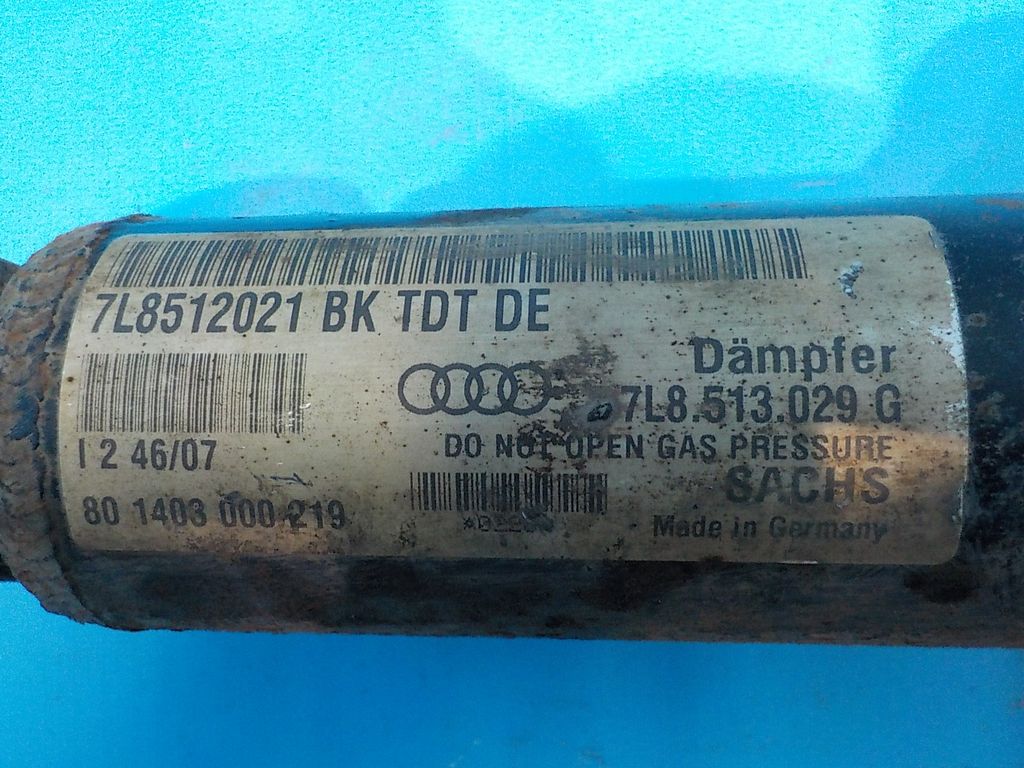 7L8512021 BK TDT DE
Dämpfer
7L8.513.029 G
DO NOT OPEN GAS PRESSURE
I 2 46/07
SACHS
80 1403 000 219
Made in Germany